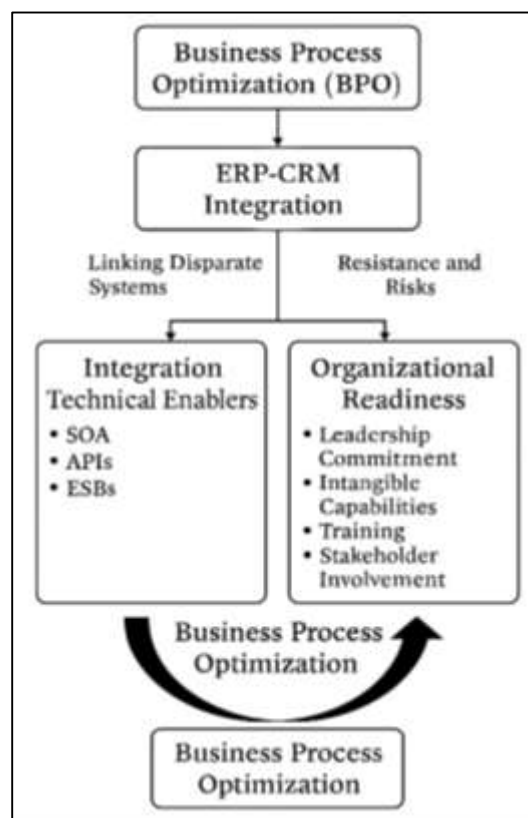 Business Process
Optimization (BPO)
ERP-CRM
Integration
Linking Disparate
Systems
Resistance and
Risks
Integration
Technical Enablers
• SOA
• APIs
• ESBs
Organizational
Readiness
• Leadership
Commitment
• Intangible
Capabilities
• Training
• Stakeholder
Involvement
Business Process
Optimization
Business Process
Optimization